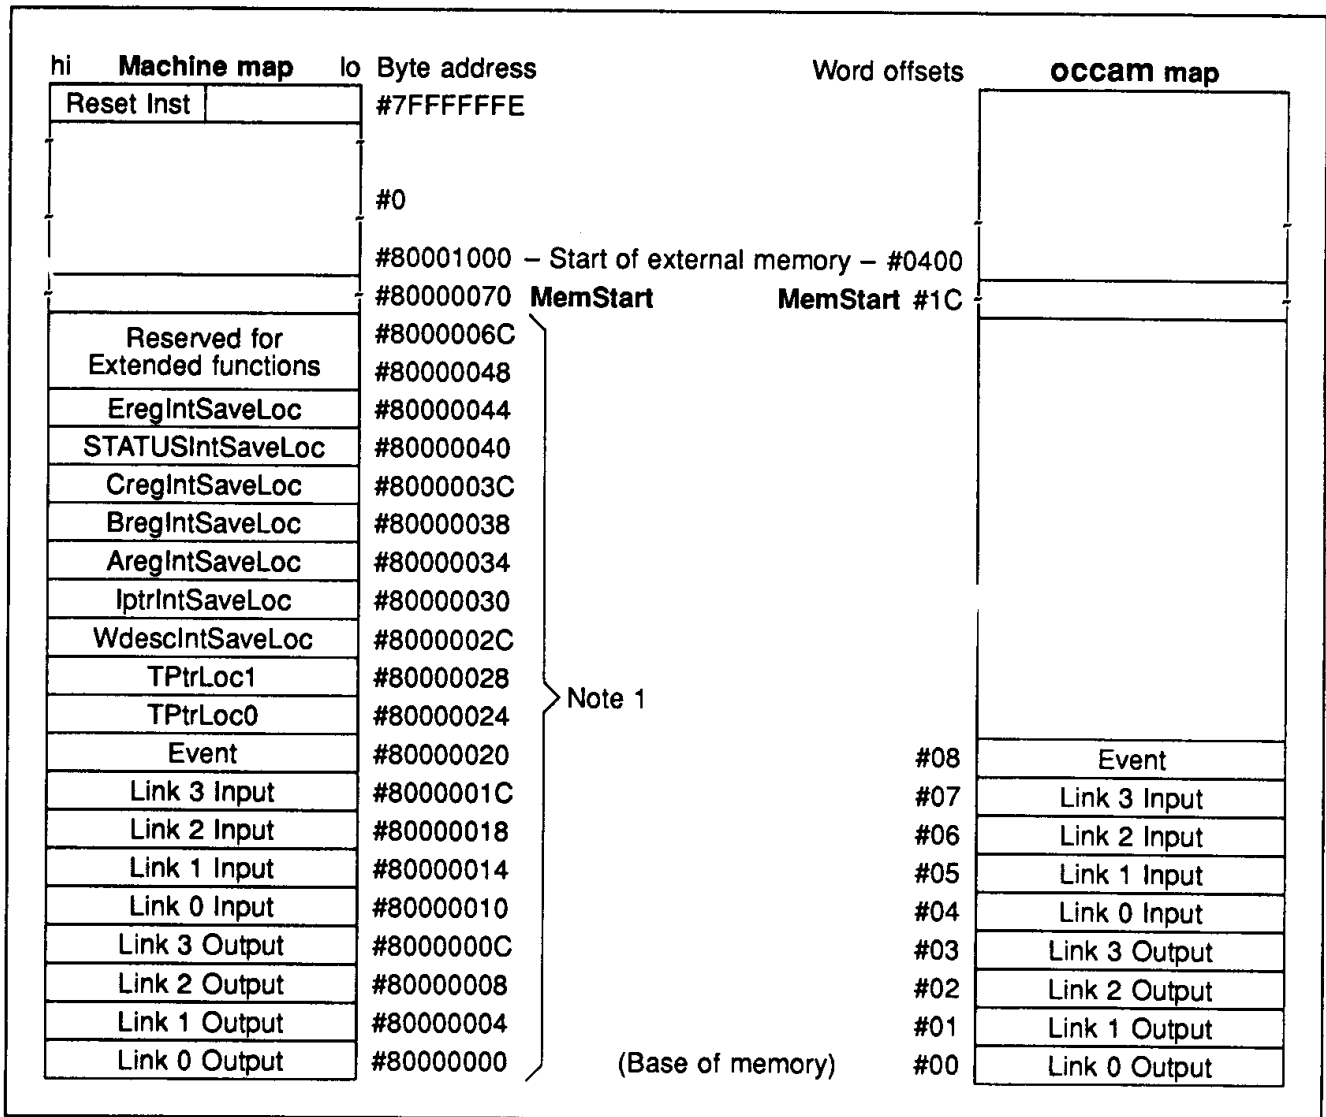 hi Machine map lo Byte address Word offsets occam map
Reset Inst #7FFFFFFE
#0
#80001000 – Start of external memory – #0400
#80000070 MemStart MemStart #1C
Reserved for #8000006C
Extended functions #80000048
EregIntSaveLoc #80000044
STATUSIntSaveLoc #80000040
CregIntSaveLoc #8000003C
BregIntSaveLoc #80000038
AregIntSaveLoc #80000034
IptrIntSaveLoc #80000030
WdescIntSaveLoc #8000002C
TPtrLoc1 #80000028
Note 1
TPtrLoc0 #80000024
Event #80000020 #08 Event
Link 3 Input #8000001C #07 Link 3 Input
Link 2 Input #80000018 #06 Link 2 Input
Link 1 Input #80000014 #05 Link 1 Input
Link 0 Input #80000010 #04 Link 0 Input
Link 3 Output #8000000C #03 Link 3 Output
Link 2 Output #80000008 #02 Link 2 Output
Link 1 Output #80000004 #01 Link 1 Output
Link 0 Output #80000000 (Base of memory) #00 Link 0 Output